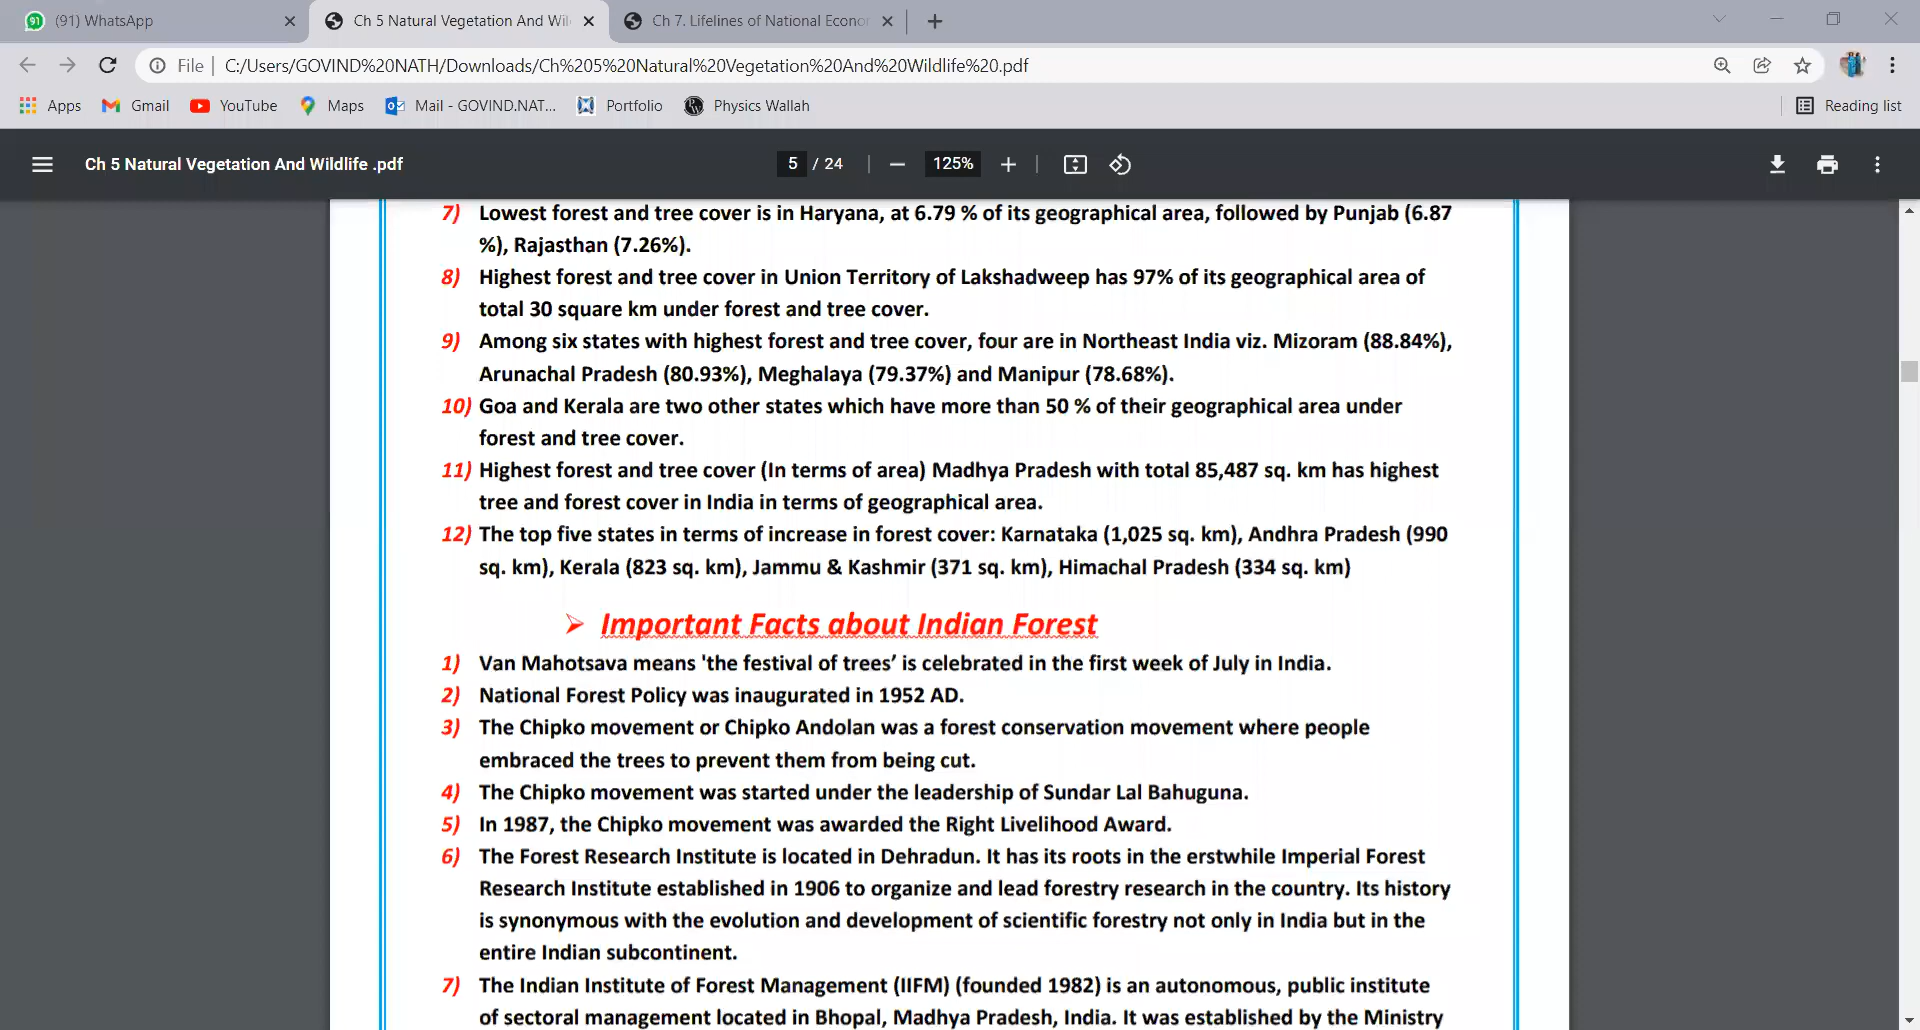 (91) WhatsApp
Ch 5 Natural Vegetation And Wil
Ch 7. Lifelines of National Econor
File
C:/Users/GOVIND%20NATH/Downloads/Ch%205%20Natural%20Vegetation%20And%20Wildlife%20.pdf
Apps
Gmail
YouTube
Maps
Mail - GOVIND.NAT...
Portfolio
Physics Wallah
Reading list
Ch 5 Natural Vegetation And Wildlife .pdf
5 / 24
125%
7) Lowest forest and tree cover is in Haryana, at 6.79 % of its geographical area, followed by Punjab (6.87
%), Rajasthan (7.26%).
8) Highest forest and tree cover in Union Territory of Lakshadweep has 97% of its geographical area of
total 30 square km under forest and tree cover.
9) Among six states with highest forest and tree cover, four are in Northeast India viz. Mizoram (88.84%),
Arunachal Pradesh (80.93%), Meghalaya (79.37%) and Manipur (78.68%).
10) Goa and Kerala are two other states which have more than 50 % of their geographical area under
forest and tree cover.
11) Highest forest and tree cover (In terms of area) Madhya Pradesh with total 85,487 sq. km has highest
tree and forest cover in India in terms of geographical area.
12) The top five states in terms of increase in forest cover: Karnataka (1,025 sq. km), Andhra Pradesh (990
sq. km), Kerala (823 sq. km), Jammu & Kashmir (371 sq. km), Himachal Pradesh (334 sq. km)
➢ Important Facts about Indian Forest
1) Van Mahotsava means 'the festival of trees’ is celebrated in the first week of July in India.
2) National Forest Policy was inaugurated in 1952 AD.
3) The Chipko movement or Chipko Andolan was a forest conservation movement where people
embraced the trees to prevent them from being cut.
4) The Chipko movement was started under the leadership of Sundar Lal Bahuguna.
5) In 1987, the Chipko movement was awarded the Right Livelihood Award.
6) The Forest Research Institute is located in Dehradun. It has its roots in the erstwhile Imperial Forest
Research Institute established in 1906 to organize and lead forestry research in the country. Its history
is synonymous with the evolution and development of scientific forestry not only in India but in the
entire Indian subcontinent.
7) The Indian Institute of Forest Management (IIFM) (founded 1982) is an autonomous, public institute
of sectoral management located in Bhopal, Madhya Pradesh, India. It was established by the Ministry